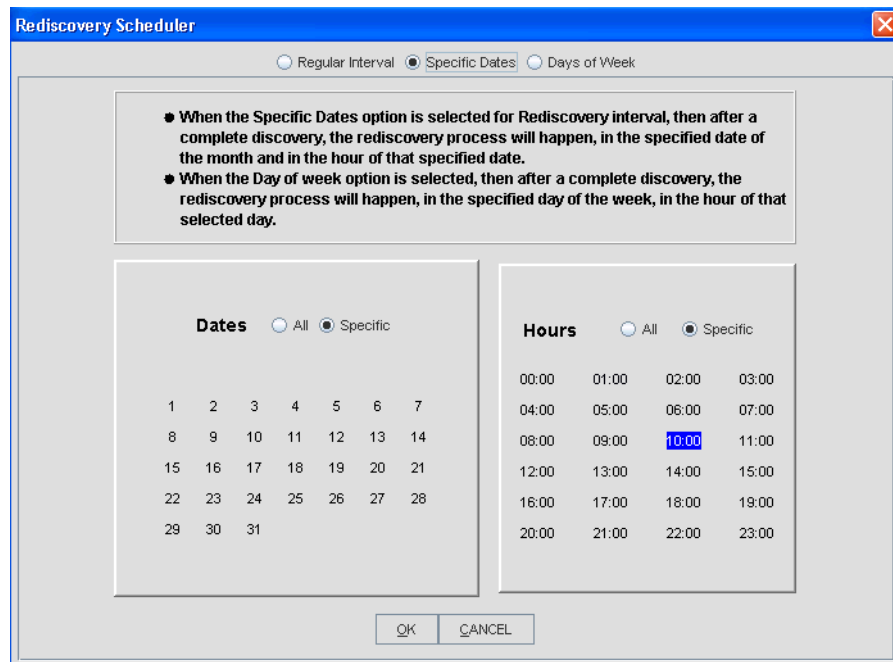 Rediscovery Scheduler
Regular Interval Specific Dates Days of Week
● When the Specific Dates option is selected for Rediscovery interval, then after a
complete discovery, the rediscovery process will happen, in the specified date of
the month and in the hour of that specified date.
● When the Day of week option is selected, then after a complete discovery, the
rediscovery process will happen, in the specified day of the week, in the hour of that
selected day.
Dates All Specific
1 2 3 4 5 6 7
8 9 10 11 12 13 14
15 16 17 18 19 20 21
22 23 24 25 26 27 28
29 30 31
Hours All Specific
00:00 01:00 02:00 03:00
04:00 05:00 06:00 07:00
08:00 09:00 10:00 11:00
12:00 13:00 14:00 15:00
16:00 17:00 18:00 19:00
20:00 21:00 22:00 23:00
OK CANCEL